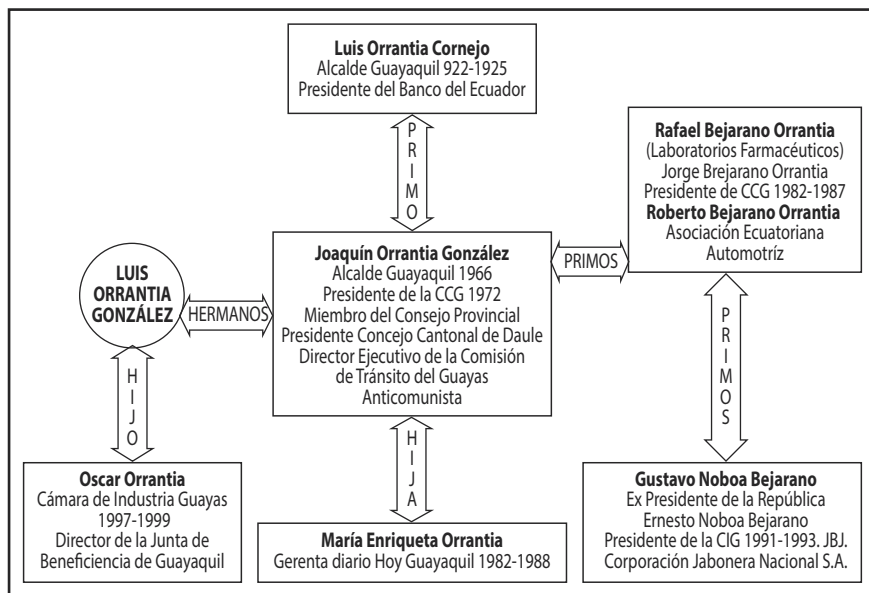 Luis Orrantia Cornejo
Alcalde Guayaquil 922-1925
Presidente del Banco del Ecuador
PRIMO
Rafael Bejarano Orrantia
(Laboratorios Farmacéuticos)
Jorge Brejarano Orrantia
Presidente de CCG 1982-1987
Roberto Bejarano Orrantia
Asociación Ecuatoriana
Automotríz
LUIS
ORRANTIA
GONZÁLEZ
HERMANOS
Joaquín Orrantia González
Alcalde Guayaquil 1966
Presidente de la CCG 1972
Miembro del Consejo Provincial
Presidente Concejo Cantonal de Daule
Director Ejecutivo de la Comisión
de Tránsito del Guayas
Anticomunista
PRIMOS
HIJO
HIJA
PRIMOS
Oscar Orrantia
Cámara de Industria Guayas
1997-1999
Director de la Junta de
Beneficiencia de Guayaquil
María Enriqueta Orrantia
Gerenta diario Hoy Guayaquil 1982-1988
Gustavo Noboa Bejarano
Ex Presidente de la República
Ernesto Noboa Bejarano
Presidente de la CIG 1991-1993. JBJ.
Corporación Jabonera Nacional S.A.